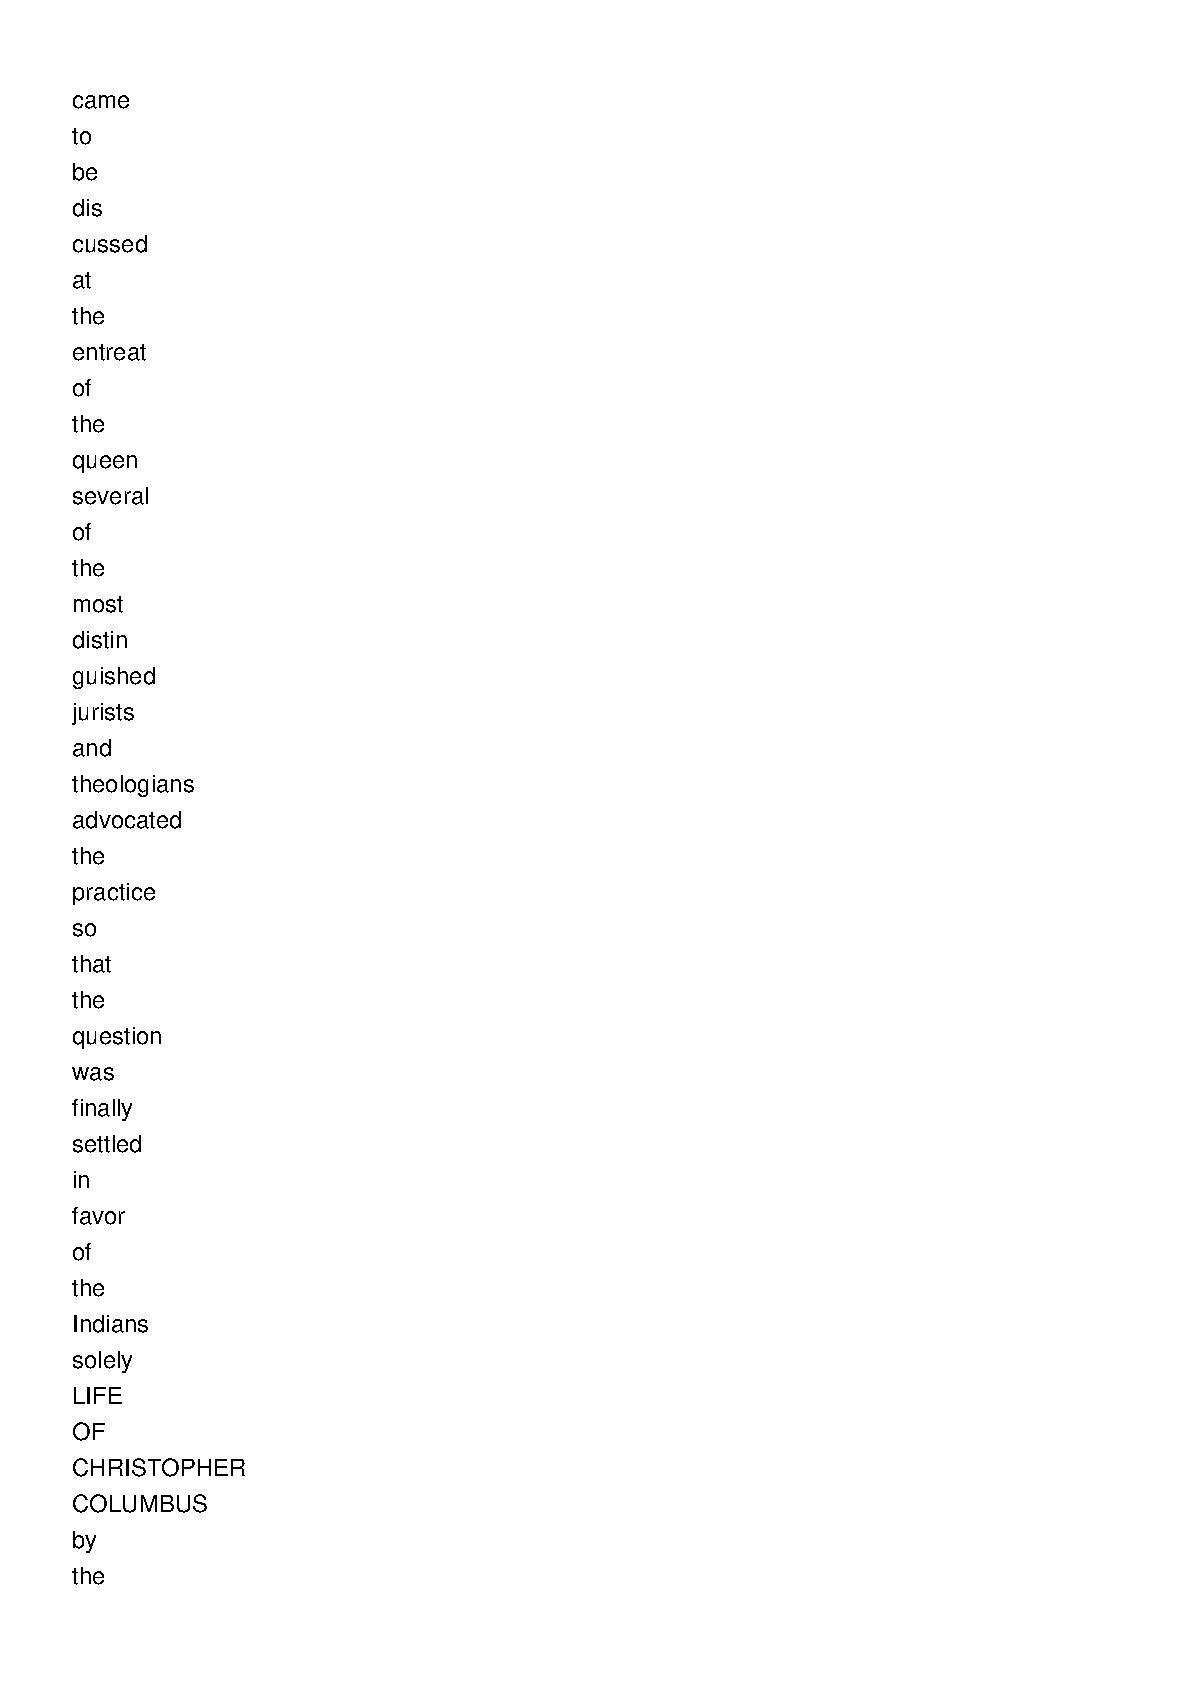 came
to
be
dis
cussed
at
the
entreat
of
the
queen
several
of
the
most
distin
guished
jurists
and
theologians
advocated
the
practice
so
that
the
question
was
finally
settled
in
favor
of
the
Indians
solely
LIFE
OF
CHRISTOPHER
COLUMBUS
by
the